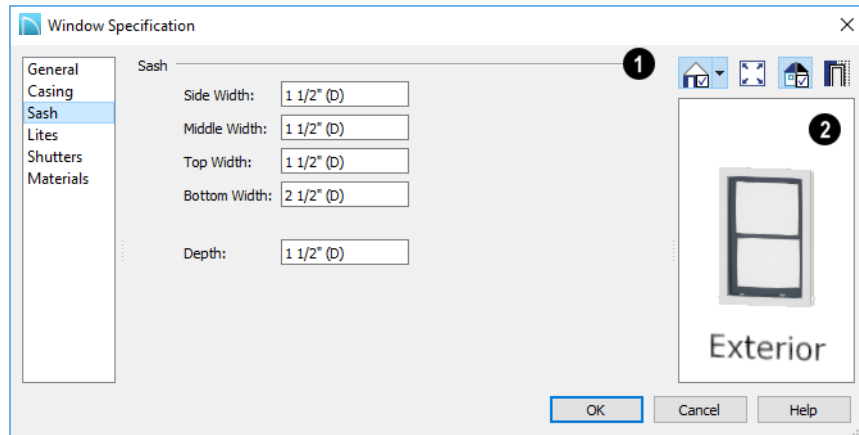 Window Specification
General
Casing
Sash
Lites
Shutters
Materials
Sash
Side Width: 1 1/2" (D)
Middle Width: 1 1/2" (D)
Top Width: 1 1/2" (D)
Bottom Width: 2 1/2" (D)
Depth: 1 1/2" (D)
1
2
Exterior
OK Cancel Help